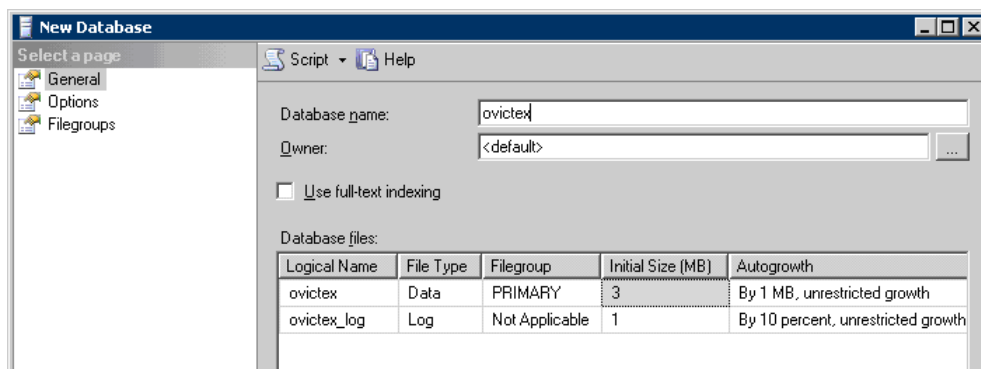 New Database
Select a page
General
Options
Filegroups
Script Help
Database name: ovictex
Owner: <default> ...
Use full-text indexing
Database files:
Logical Name File Type Filegroup Initial Size (MB) Autogrowth
ovictex Data PRIMARY 3 By 1 MB, unrestricted growth
ovictex_log Log Not Applicable 1 By 10 percent, unrestricted growth